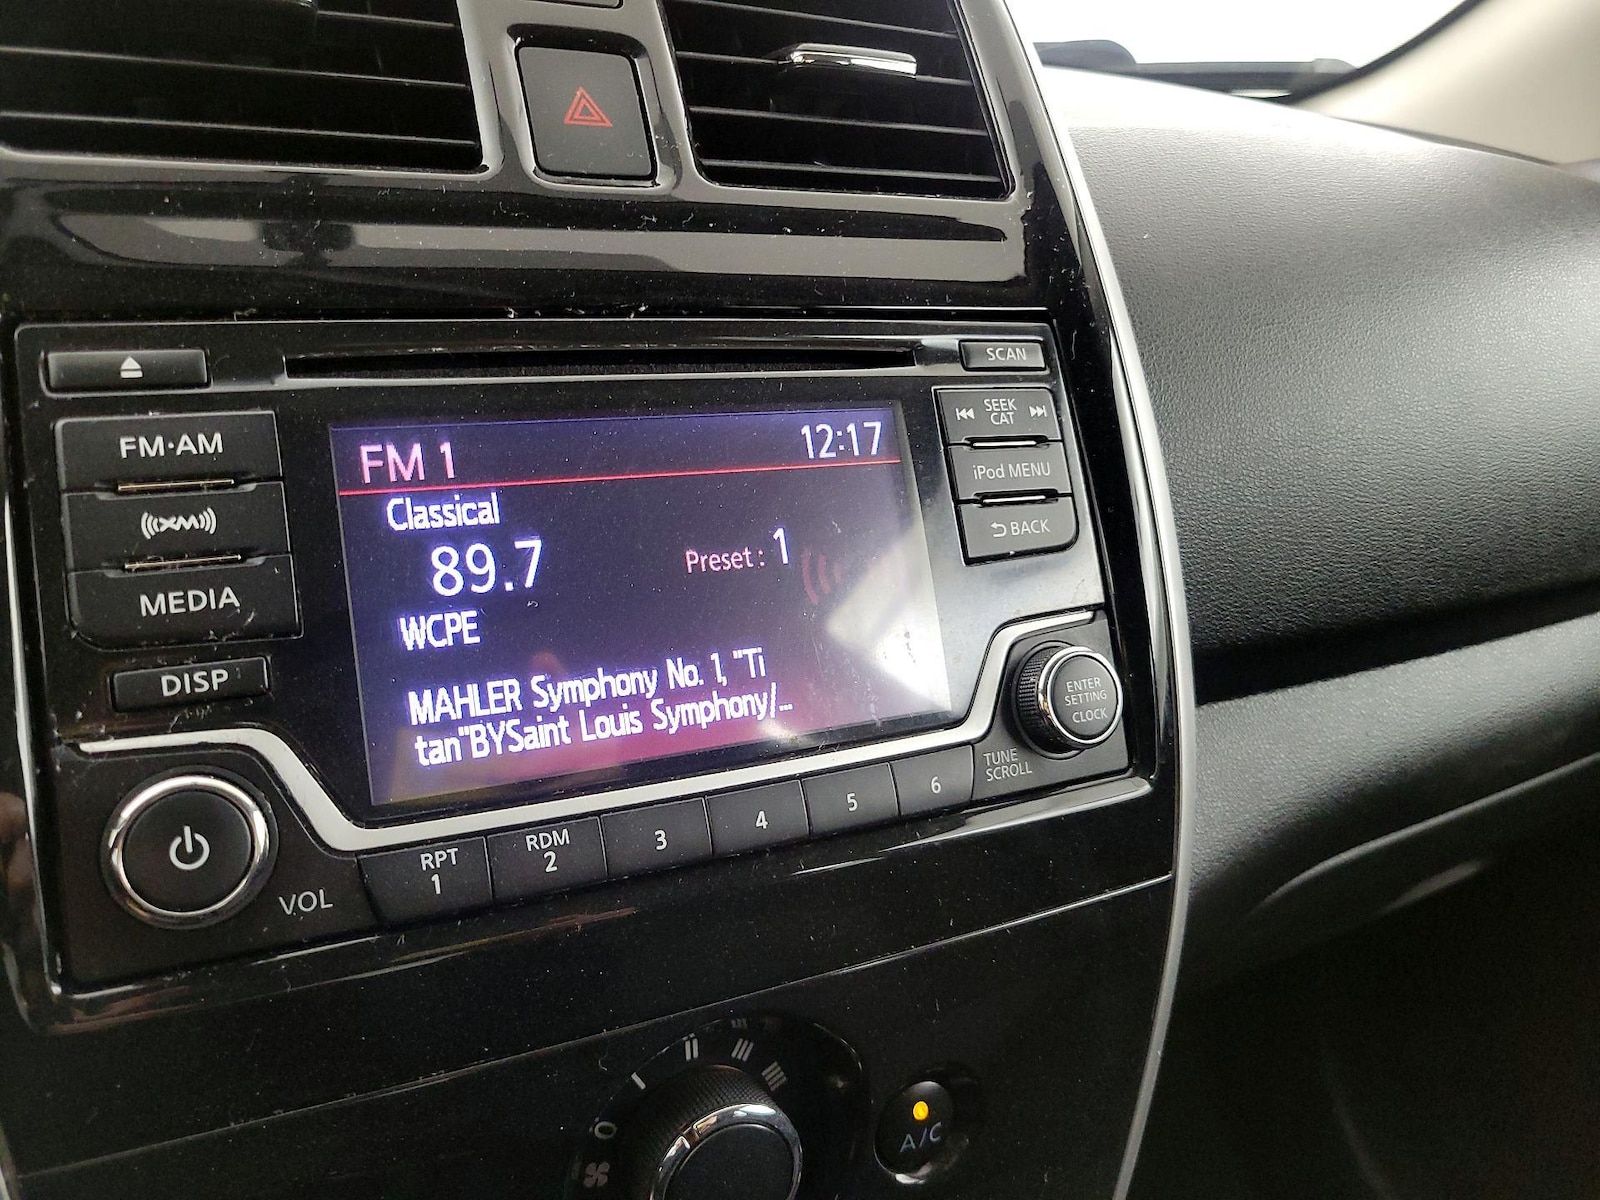 SCAN
FM·AM
SEEK
CAT
XM
iPod MENU
MEDIA
BACK
DISP
FM 1 12:17
Classical
89.7 Preset : 1
WCPE
MAHLER Symphony No. 1, "Ti
tan"BYSaint Louis Symphony/...
ENTER
SETTING
CLOCK
TUNE
SCROLL
VOL
RPT
1
RDM
2
3
4
5
6
0
A/C